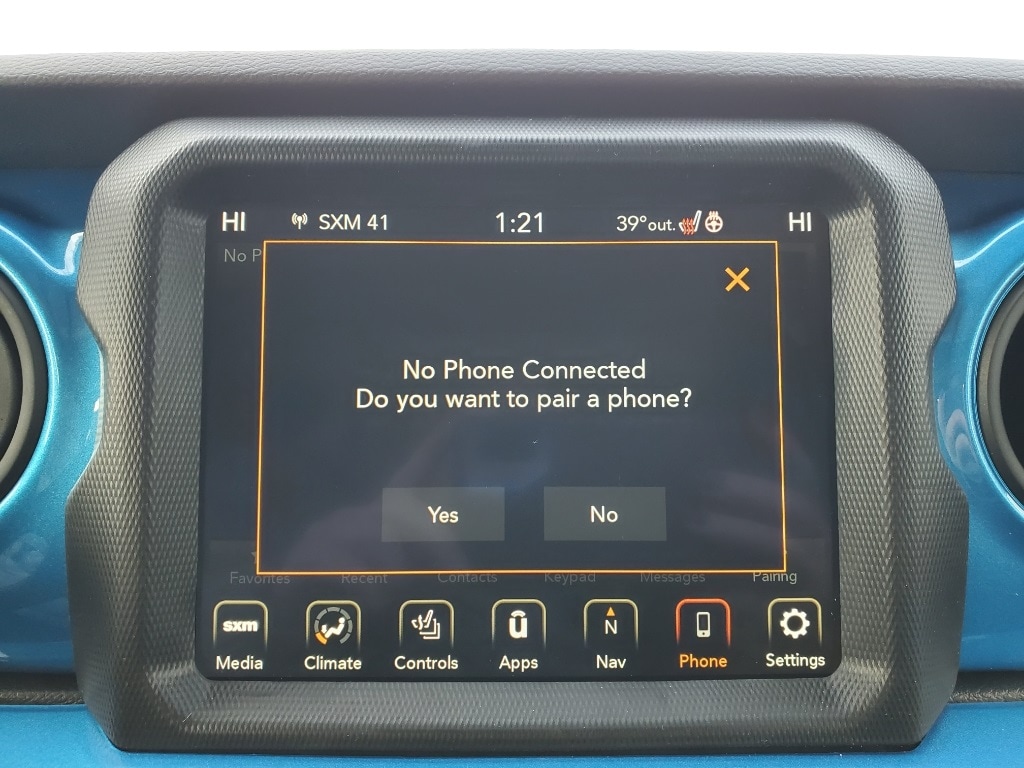 HI SXM 41 1:21 39°out. HI
No P
No Phone Connected
Do you want to pair a phone?
Yes No
Favorites Recent Contacts Keypad Messages Pairing
sxm N
Media Climate Controls Apps Nav Phone Settings